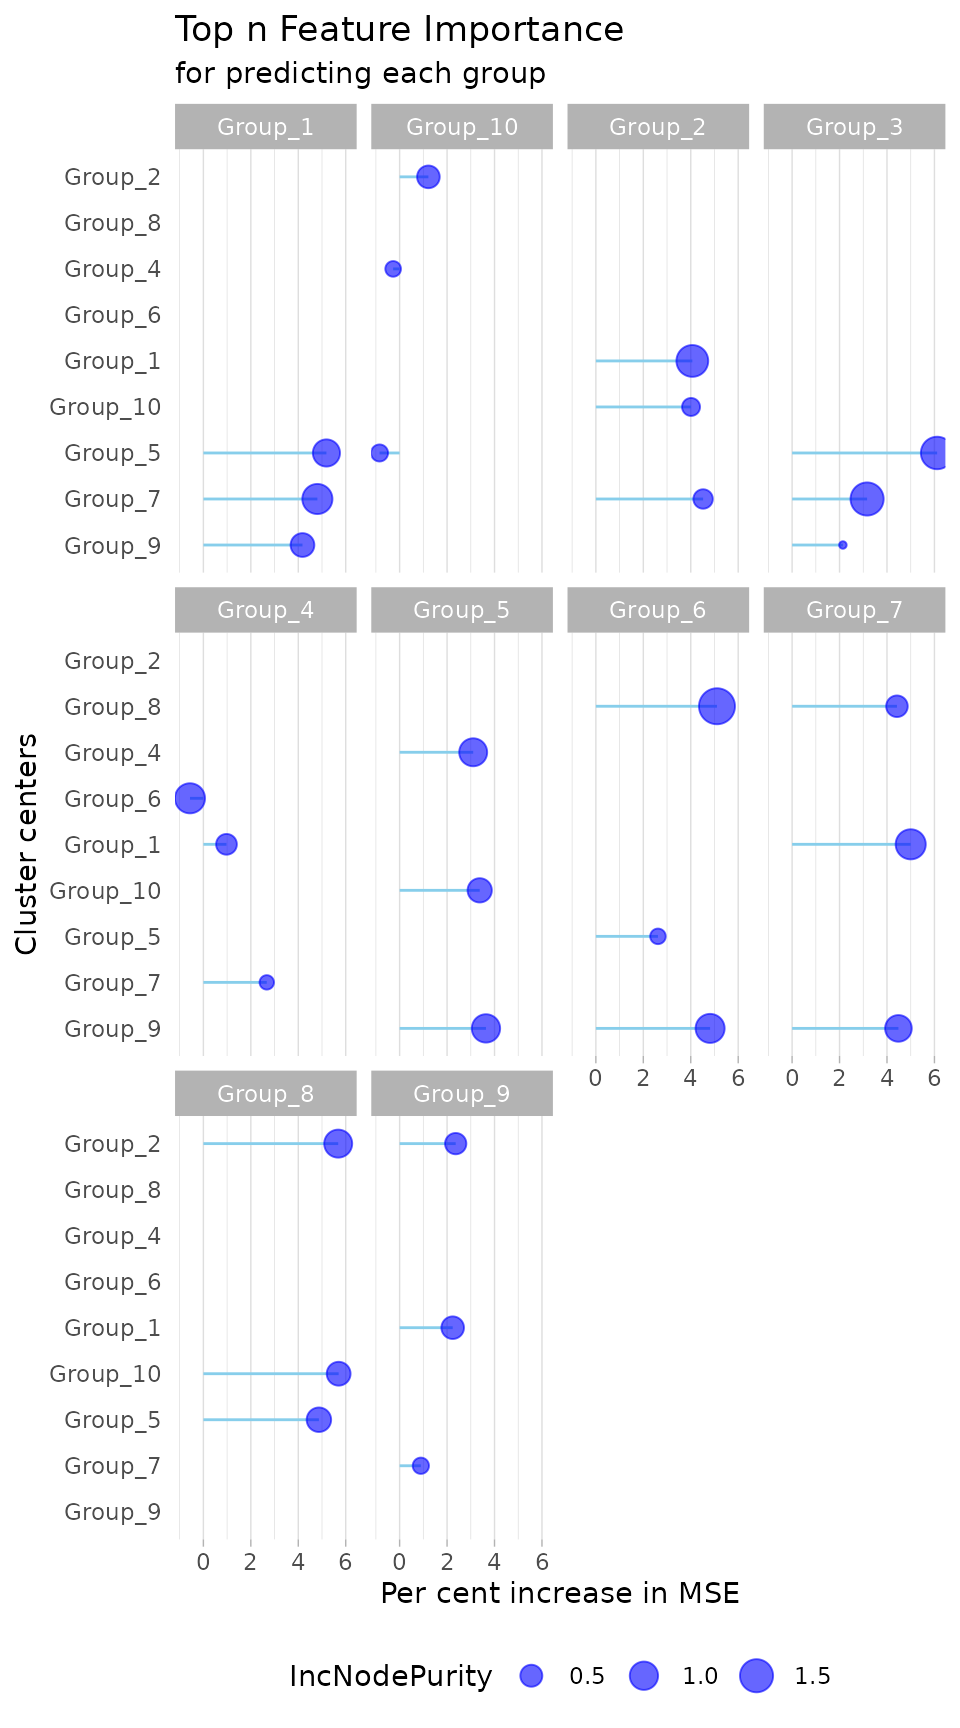 Top n Feature Importance
for predicting each group
Group_1 Group_10 Group_2 Group_3
Group_2
Group_8
Group_4
Group_6
Group_1
Group_10
Group_5
Group_7
Group_9
Group_4 Group_5 Group_6 Group_7
Group_2
Group_8
Group_4
Group_6
Group_1
Group_10
Group_5
Group_7
Group_9
0 2 4 6 0 2 4 6
Cluster centers
Group_8 Group_9
Group_2
Group_8
Group_4
Group_6
Group_1
Group_10
Group_5
Group_7
Group_9
0 2 4 6 0 2 4 6
Per cent increase in MSE
IncNodePurity 0.5 1.0 1.5